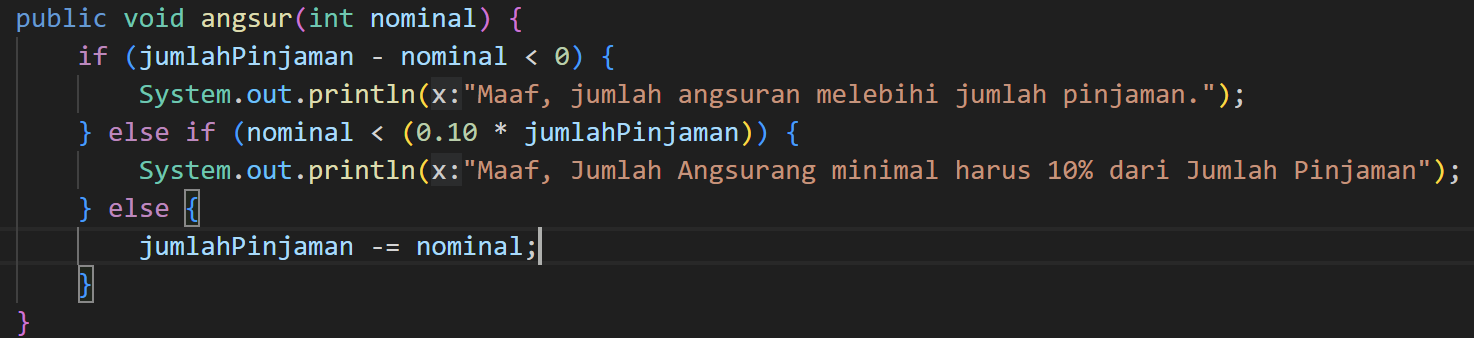 public void angsur(int nominal) {
    if (jumlahPinjaman - nominal < 0) {
        System.out.println(x:"Maaf, jumlah angsuran melebihi jumlah pinjaman.");
    } else if (nominal < (0.10 * jumlahPinjaman)) {
        System.out.println(x:"Maaf, Jumlah Angsurang minimal harus 10% dari Jumlah Pinjaman");
    } else {
        jumlahPinjaman -= nominal;
    }
}